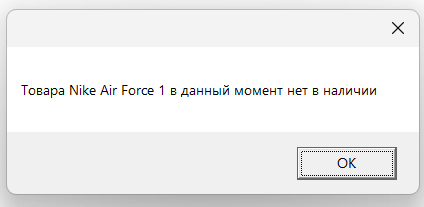 Товара Nike Air Force 1 в данный момент нет в наличии
OK